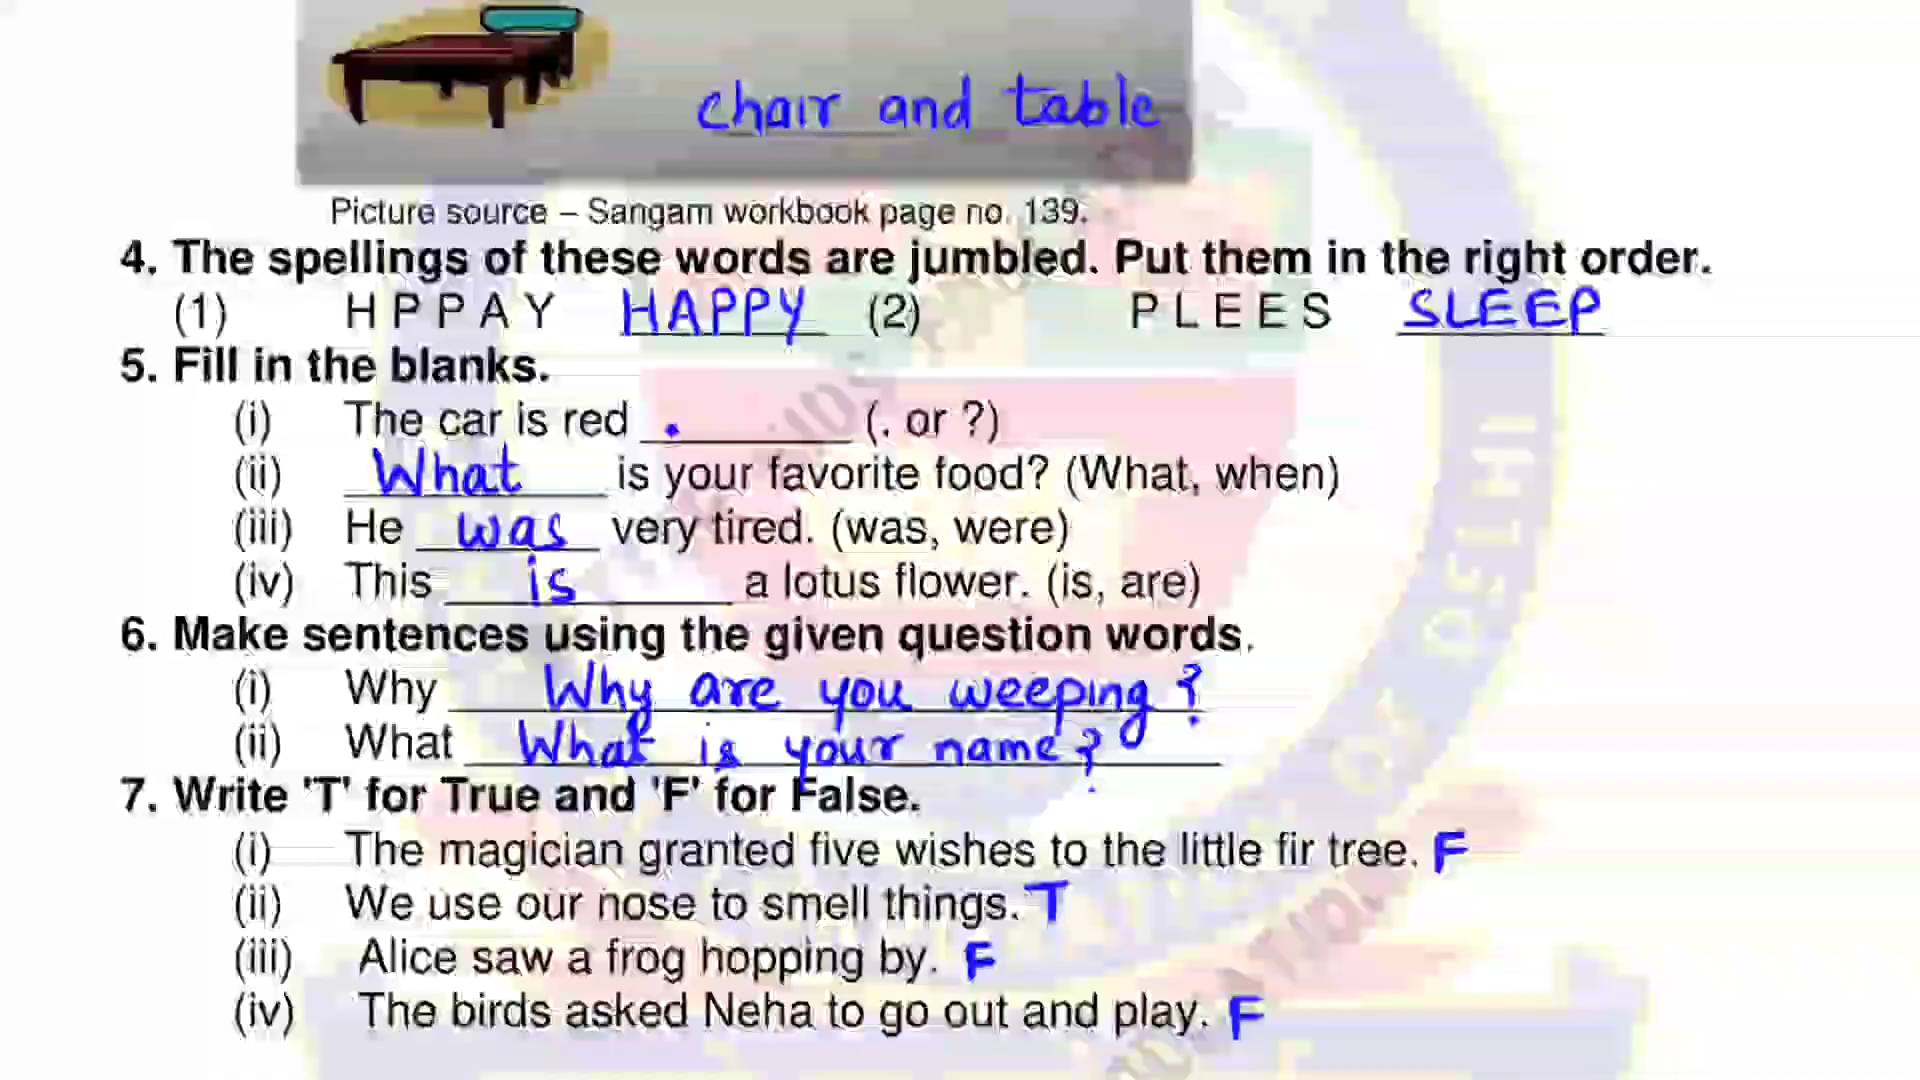 chair and table
Picture source – Sangam workbook page no. 139.
4. The spellings of these words are jumbled. Put them in the right order.
(1) H P P A Y HAPPY (2) P L E E S SLEEP
5. Fill in the blanks.
(i) The car is red . (. or ?)
(ii) What is your favorite food? (What, when)
(iii) He was very tired. (was, were)
(iv) This is a lotus flower. (is, are)
6. Make sentences using the given question words.
(i) Why Why are you weeping?
(ii) What What is your name?
7. Write 'T' for True and 'F' for False.
(i) The magician granted five wishes to the little fir tree. F
(ii) We use our nose to smell things. T
(iii) Alice saw a frog hopping by. F
(iv) The birds asked Neha to go out and play. F
OF DELHI